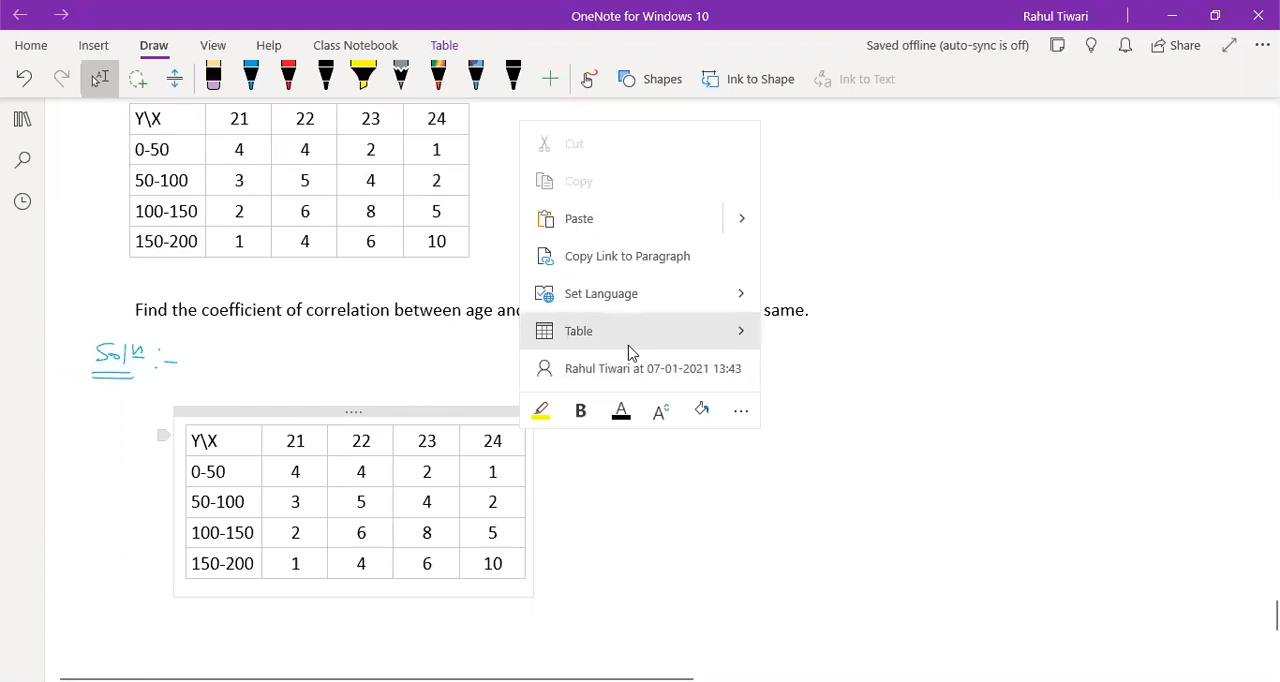 OneNote for Windows 10
Rahul Tiwari
Home Insert Draw View Help Class Notebook Table
Saved offline (auto-sync is off)
Share
Shapes
Ink to Shape
Ink to Text
Y\X 21 22 23 24
0-50 4 4 2 1
50-100 3 5 4 2
100-150 2 6 8 5
150-200 1 4 6 10
Find the coefficient of correlation between age and
same.
Soln :-
Cut
Copy
Paste
Copy Link to Paragraph
Set Language
Table
Rahul Tiwari at 07-01-2021 13:43
B A A
Y\X 21 22 23 24
0-50 4 4 2 1
50-100 3 5 4 2
100-150 2 6 8 5
150-200 1 4 6 10